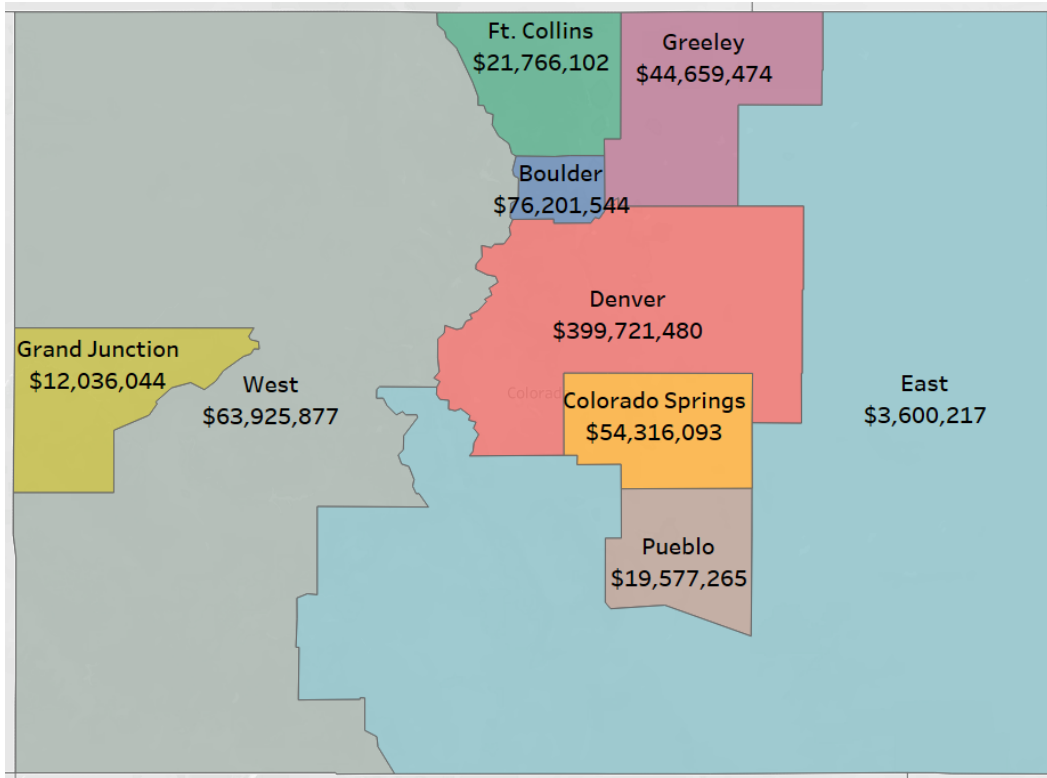 Ft. Collins
$21,766,102
Greeley
$44,659,474
Boulder
$76,201,544
Denver
$399,721,480
Grand Junction
$12,036,044
West
$63,925,877
Colorado
Colorado Springs
$54,316,093
East
$3,600,217
Pueblo
$19,577,265